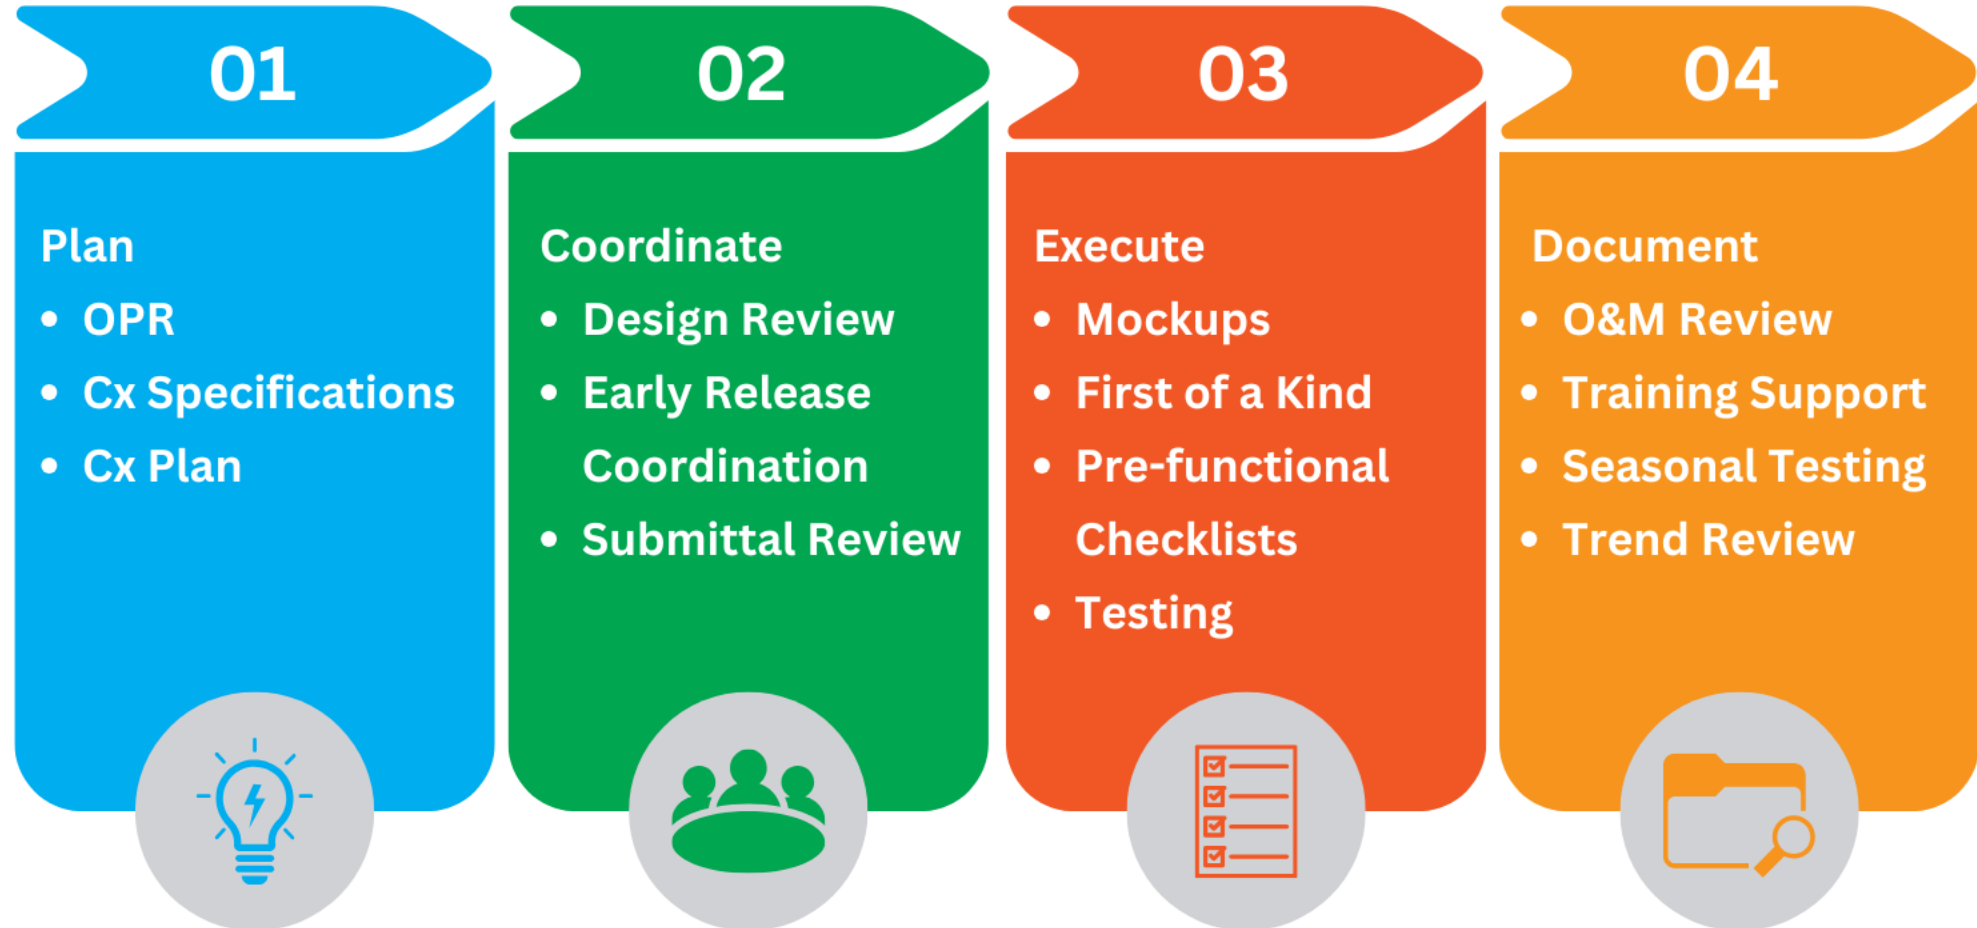 01
Plan
• OPR
• Cx Specifications
• Cx Plan
02
Coordinate
• Design Review
• Early Release
Coordination
• Submittal Review
03
Execute
• Mockups
• First of a Kind
• Pre-functional
Checklists
• Testing
04
Document
• O&M Review
• Training Support
• Seasonal Testing
• Trend Review